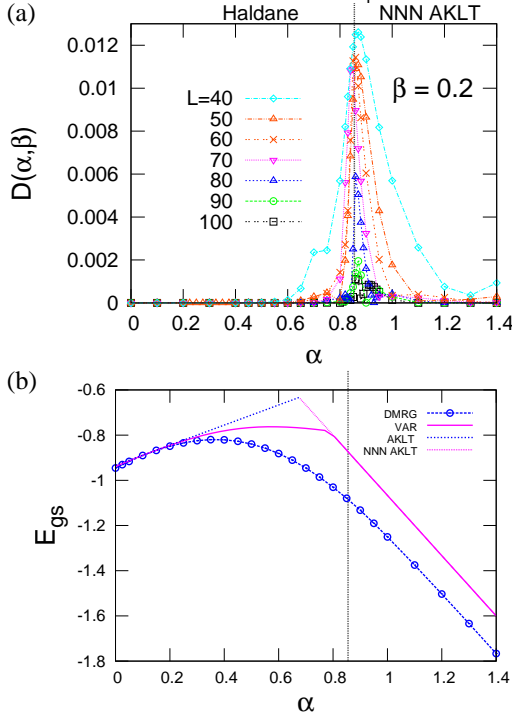 (a) Haldane NNN AKLT
0.012
0.01
0.008
0.006
0.004
0.002
0
D(α,β)
L=40
50
60
70
80
90
100
β = 0.2
0 0.2 0.4 0.6 0.8 1 1.2 1.4
α
(b)
-0.6
-0.8
-1
-1.2
-1.4
-1.6
-1.8
E_gs
DMRG
VAR
AKLT
NNN AKLT
0 0.2 0.4 0.6 0.8 1 1.2 1.4
α